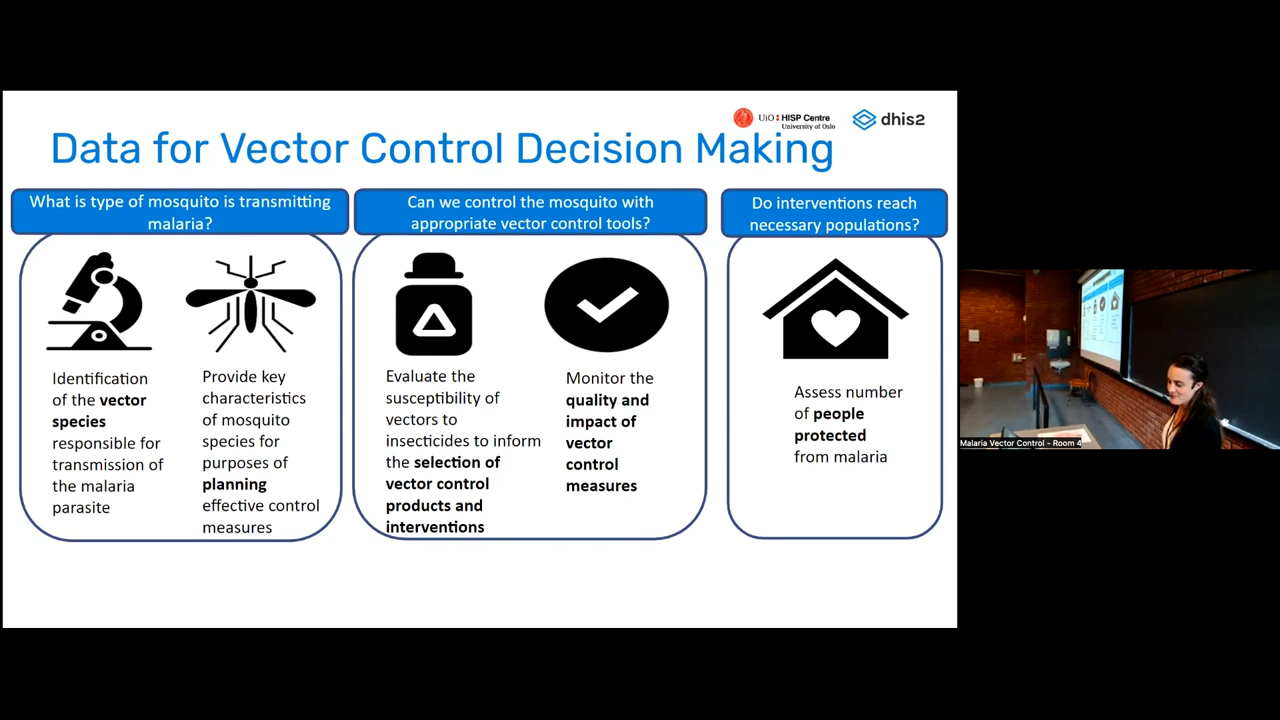 UiO: HISP Centre
University of Oslo
dhis2
Data for Vector Control Decision Making
What is type of mosquito is transmitting
malaria?
Identification
of the vector
species
responsible for
transmission of
the malaria
parasite
Provide key
characteristics
of mosquito
species for
purposes of
planning
effective control
measures
Can we control the mosquito with
appropriate vector control tools?
Evaluate the
susceptibility of
vectors to
insecticides to inform
the selection of
vector control
products and
interventions
Monitor the
quality and
impact of
vector
control
measures
Do interventions reach
necessary populations?
Assess number
of people
protected
from malaria
Malaria Vector Control - Room 4